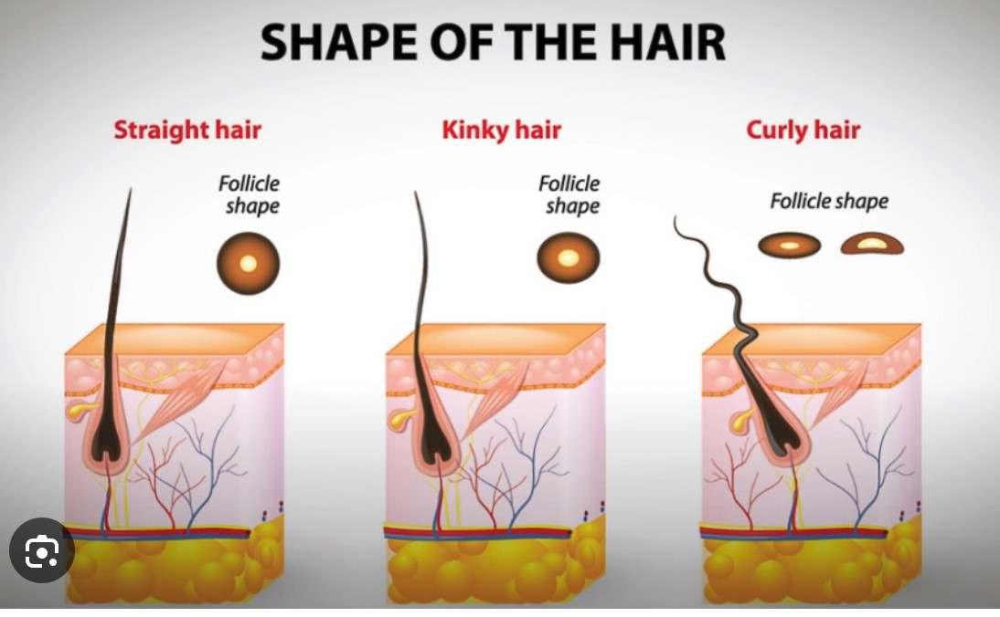 SHAPE OF THE HAIR
Straight hair
Kinky hair
Curly hair
Follicle
shape
Follicle
shape
Follicle shape